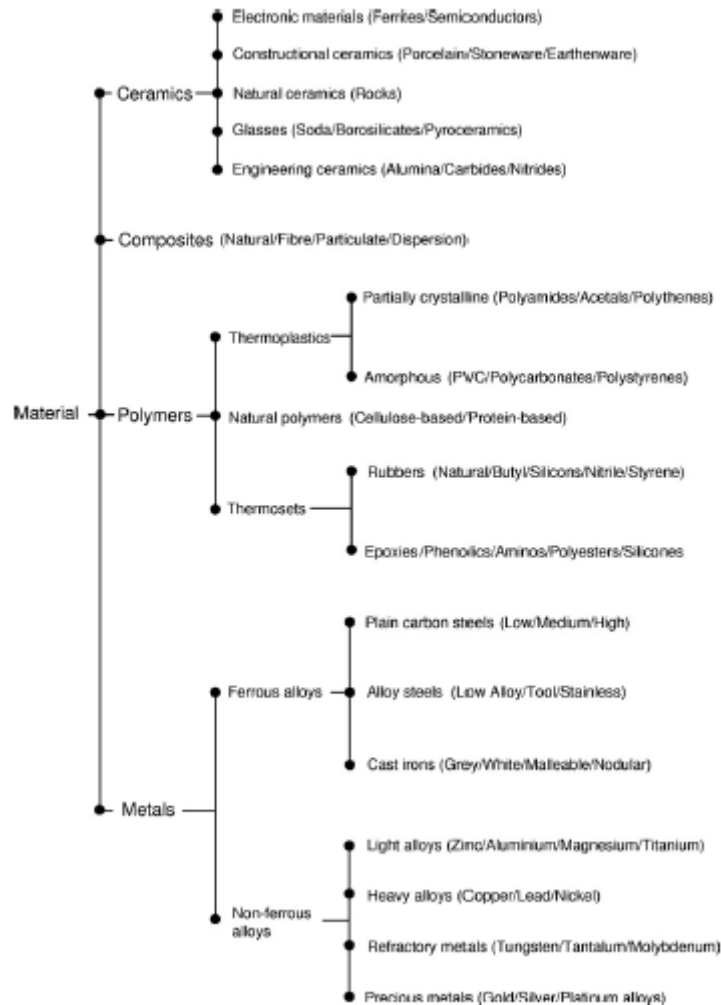 Electronic materials (Ferrites/Semiconductors)
Constructional ceramics (Porcelain/Stoneware/Earthenware)
Ceramics
Natural ceramics (Rocks)
Glasses (Soda/Borosilicates/Pyroceramics)
Engineering ceramics (Alumina/Carbides/Nitrides)
Composites (Natural/Fibre/Particulate/Dispersion)
Partially crystalline (Polyamides/Acetals/Polythenes)
Thermoplastics
Amorphous (PVC/Polycarbonates/Polystyrenes)
Material
Polymers
Natural polymers (Cellulose-based/Protein-based)
Rubbers (Natural/Butyl/Silicons/Nitrile/Styrene)
Thermosets
Epoxies/Phenolics/Aminos/Polyesters/Silicones
Plain carbon steels (Low/Medium/High)
Ferrous alloys
Alloy steels (Low Alloy/Tool/Stainless)
Cast irons (Grey/White/Malleable/Nodular)
Metals
Light alloys (Zinc/Aluminium/Magnesium/Titanium)
Heavy alloys (Copper/Lead/Nickel)
Non-ferrous
alloys
Refractory metals (Tungsten/Tantalum/Molybdenum)
Precious metals (Gold/Silver/Platinum alloys)